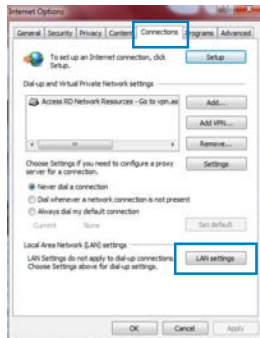 Internet Options
General Security Privacy Content Connections Programs Advanced
To set up an Internet connection, click
Setup.
Setup
Dial-up and Virtual Private Network settings
Access RD Network Resources - Go to vpn.as
Add...
Add VPN...
Remove...
Choose Settings if you need to configure a proxy
server for a connection.
Settings
Never dial a connection
Dial whenever a network connection is not present
Always dial my default connection
Current None
Set default
Local Area Network (LAN) settings
LAN Settings do not apply to dial-up connections.
Choose Settings above for dial-up settings.
LAN settings
OK Cancel Apply